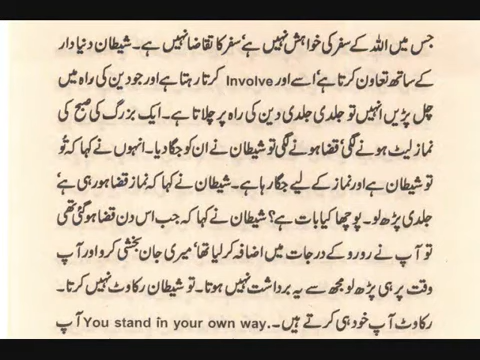 جس میں اللہ کے سفر کی خواہش نہیں ہے، سفر کا تقاضا نہیں ہے۔ شیطان دنیا دار
کے ساتھ تعاون کرتا ہے، اسے اور Involve کرتا رہتا ہے اور جو دین کی راہ میں
چل پڑیں انہیں تو جلدی جلدی دین کی راہ پر چلاتا ہے۔ ایک بزرگ کی صبح کی
نماز لیٹ ہونے لگی، قضا ہونے لگی تو شیطان نے ان کو جگا دیا۔ انہوں نے کہا کہ تُو
تو شیطان ہے اور نماز کے لیے جگا رہا ہے۔ شیطان نے کہا کہ نماز قضا ہو رہی ہے،
جلدی پڑھ لو۔ پوچھا کیا بات ہے؟ شیطان نے کہا کہ جب اس دن قضا ہو گئی تھی
تو آپ نے رو رو کے درجات میں اضافہ کر لیا تھا، میری جان بخشی کرو اور آپ
وقت پر ہی پڑھ لو مجھ سے یہ برداشت نہیں ہوتا۔ تو شیطان رکاوٹ نہیں کرتا۔
رکاوٹ آپ خود ہی کرتے ہیں۔ .You stand in your own way آپ